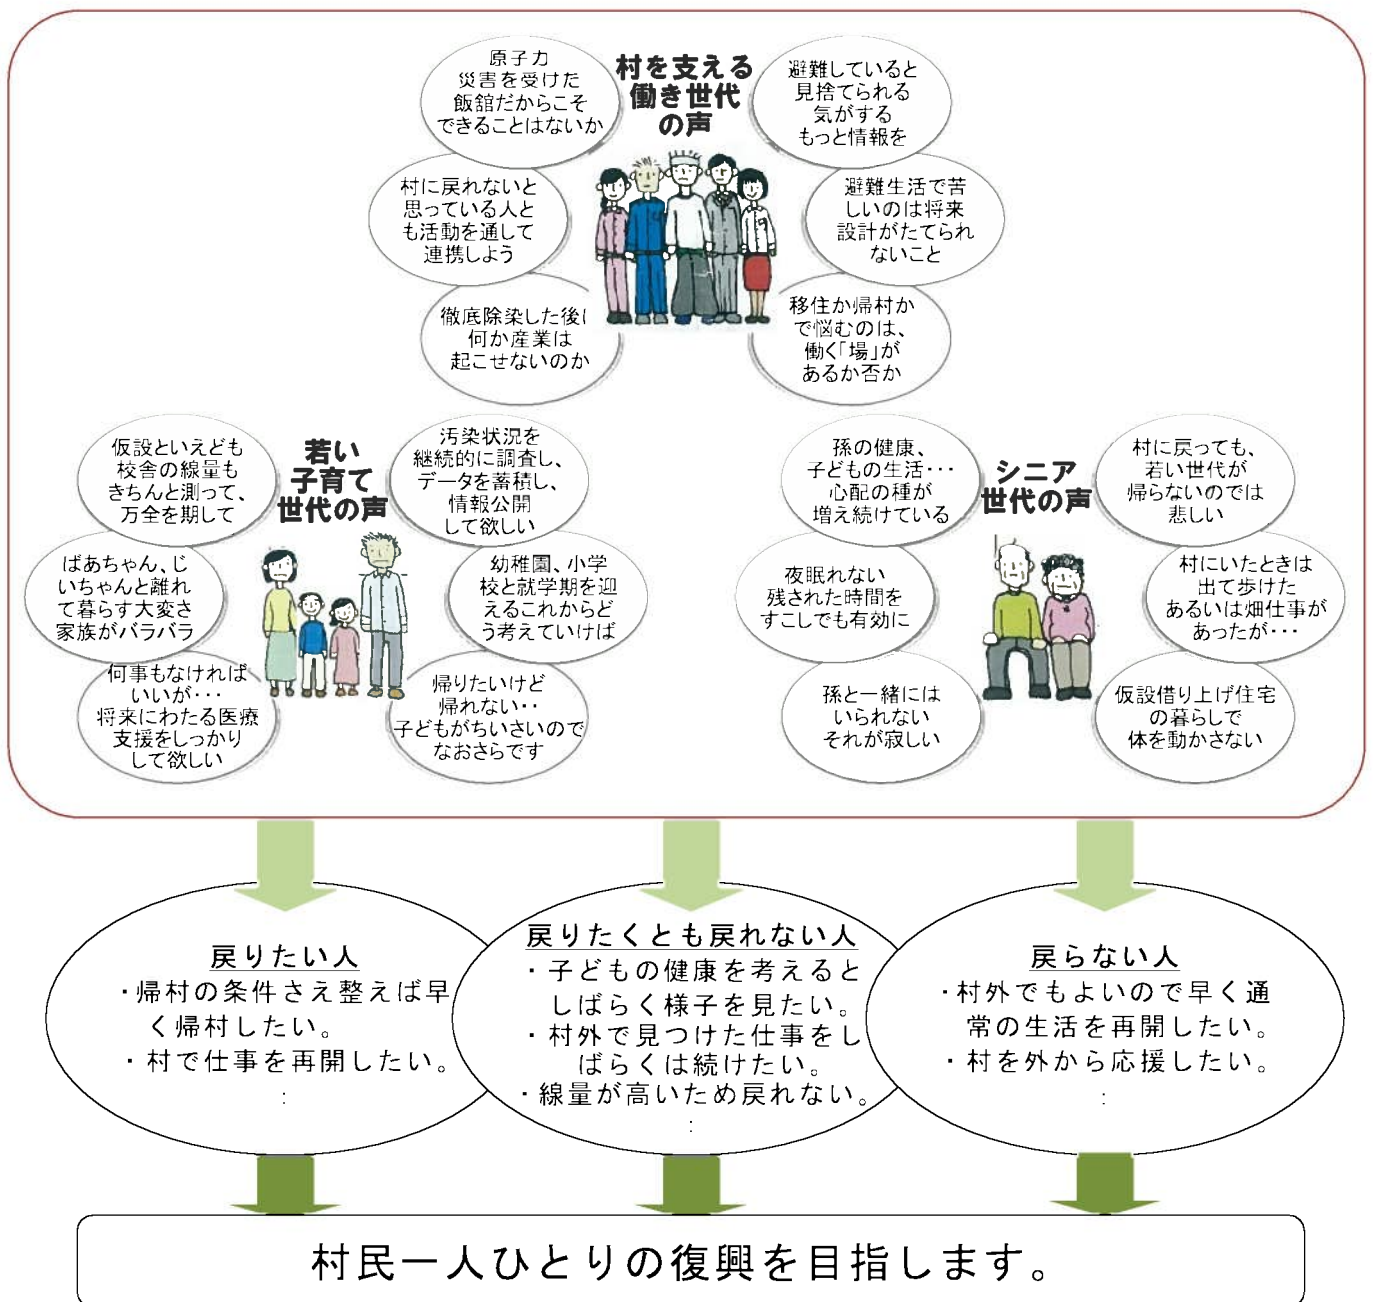 村を支える
働き世代
の声
原子力
災害を受けた
飯舘だからこそ
できることはないか
村に戻れないと
思っている人と
も活動を通して
連携しよう
徹底除染した後に
何か産業は
起こせないのか
避難していると
見捨てられる
気がする
もっと情報を
避難生活で苦
しいのは将来
設計がたてられ
ないこと
移住か帰村か
で悩むのは、
働く「場」が
あるか否か
若い
子育て
世代の声
仮設といえども
校舎の線量も
きちんと測って、
万全を期して
ばあちゃん、じ
いちゃんと離れ
て暮らす大変さ
家族がバラバラ
何事もなければ
いいが・・・
将来にわたる医療
支援をしっかり
して欲しい
汚染状況を
継続的に調査し、
データを蓄積し、
情報公開
して欲しい
幼稚園、小学
校と就学期を迎
えるこれからど
う考えていけば
帰りたいけど
帰れない・・
子どもがちいさいので
なおさらです
シニア
世代の声
孫の健康、
子どもの生活・・・
心配の種が
増え続けている
夜眠れない
残された時間を
すこしでも有効に
孫と一緒には
いられない
それが寂しい
村に戻っても、
若い世代が
帰らないのでは
悲しい
村にいたときは
出て歩けた
あるいは畑仕事が
あったが・・・
仮設借り上げ住宅
の暮らしで
体を動かさない
戻りたい人
・帰村の条件さえ整えば早
く帰村したい。
・村で仕事を再開したい。
:
戻りたくとも戻れない人
・子どもの健康を考えると
しばらく様子を見たい。
・村外で見つけた仕事をし
ばらくは続けたい。
・線量が高いため戻れない。
:
戻らない人
・村外でもよいので早く通
常の生活を再開したい。
・村を外から応援したい。
:
村民一人ひとりの復興を目指します。